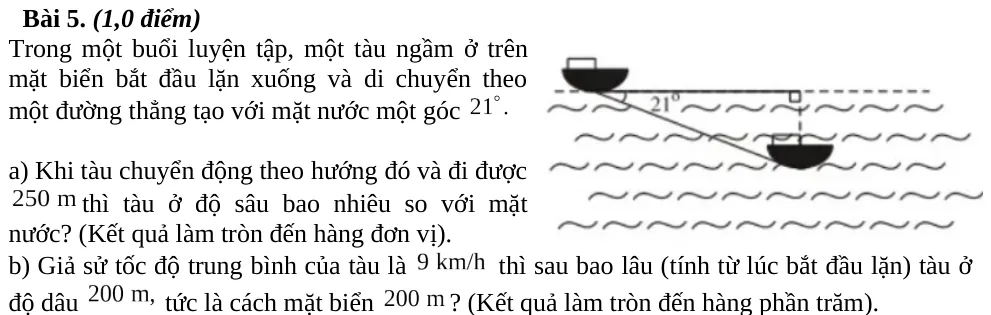 Bài 5. (1,0 điểm)
Trong một buổi luyện tập, một tàu ngầm ở trên
mặt biển bắt đầu lặn xuống và di chuyển theo
một đường thẳng tạo với mặt nước một góc 21°.
21°
a) Khi tàu chuyển động theo hướng đó và đi được
250 m thì tàu ở độ sâu bao nhiêu so với mặt
nước? (Kết quả làm tròn đến hàng đơn vị).
b) Giả sử tốc độ trung bình của tàu là 9 km/h thì sau bao lâu (tính từ lúc bắt đầu lặn) tàu ở
độ dâu 200 m, tức là cách mặt biển 200 m ? (Kết quả làm tròn đến hàng phần trăm).